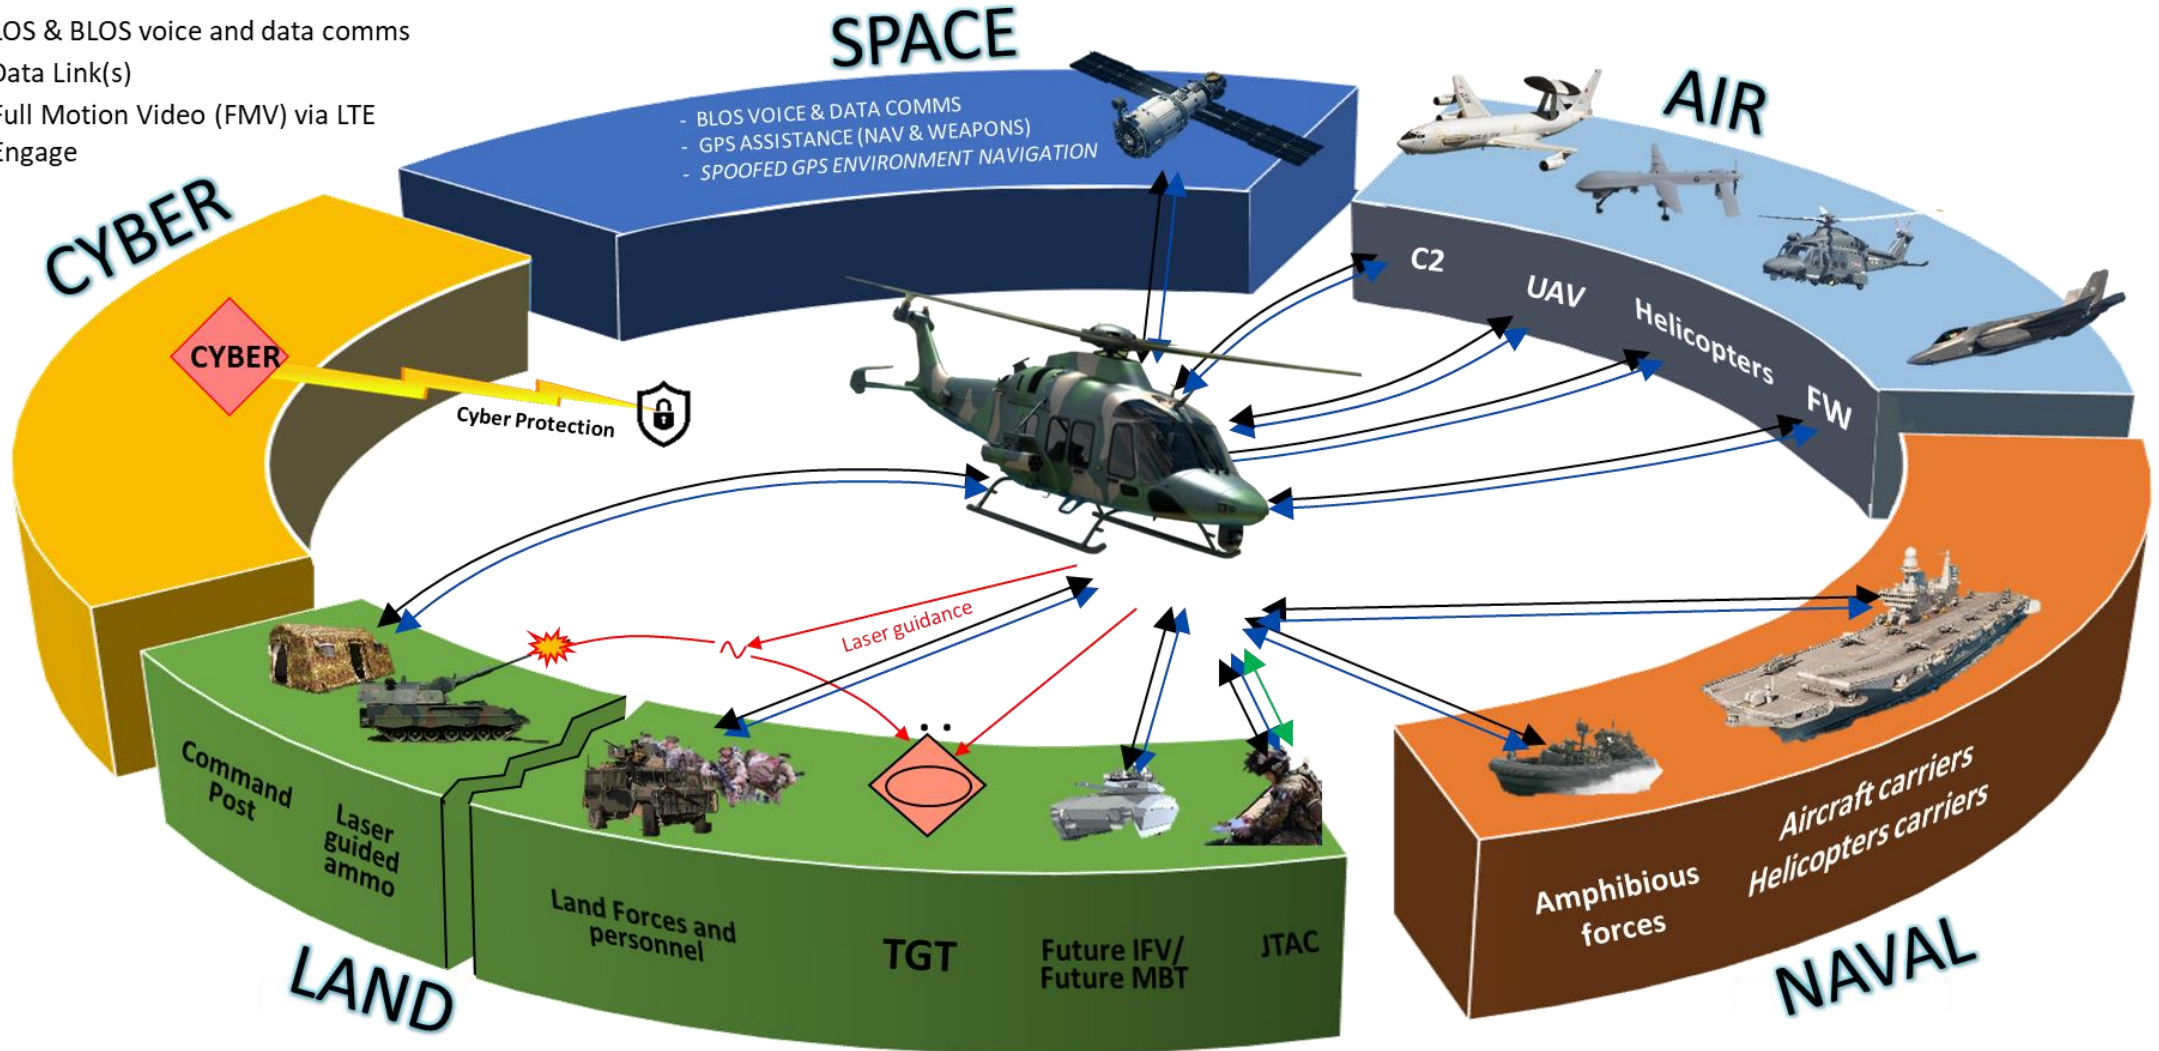 LOS & BLOS voice and data comms
Data Link(s)
Full Motion Video (FMV) via LTE
Engage
SPACE
- BLOS VOICE & DATA COMMS
- GPS ASSISTANCE (NAV & WEAPONS)
- SPOOFED GPS ENVIRONMENT NAVIGATION
AIR
C2
UAV
Helicopters
FW
CYBER
CYBER
Cyber Protection
Laser guidance
Command
Post
Laser
guided
ammo
Land Forces and
personnel
TGT
Future IFV/
Future MBT
JTAC
LAND
Amphibious
forces
Aircraft carriers
Helicopters carriers
NAVAL